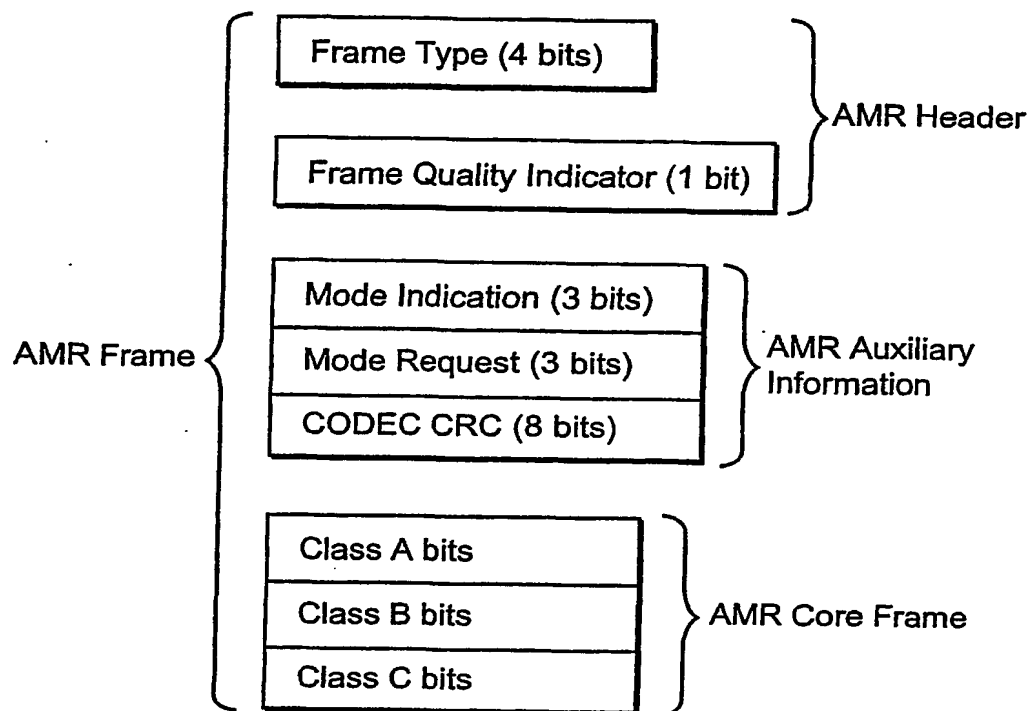 Frame Type (4 bits)
AMR Header
Frame Quality Indicator (1 bit)
Mode Indication (3 bits)
AMR Frame
Mode Request (3 bits)
AMR Auxiliary
Information
CODEC CRC (8 bits)
Class A bits
Class B bits
AMR Core Frame
Class C bits